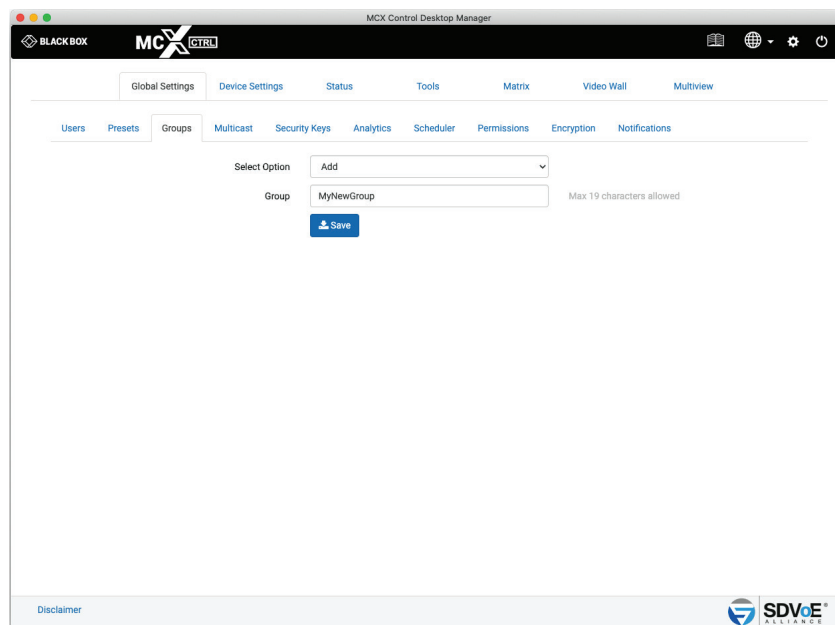 MCX Control Desktop Manager
BLACK BOX MCX CTRL
Global Settings Device Settings Status Tools Matrix Video Wall Multiview
Users Presets Groups Multicast Security Keys Analytics Scheduler Permissions Encryption Notifications
Select Option Add
Group MyNewGroup Max 19 characters allowed
Save
Disclaimer
SDVoE
ALLIANCE